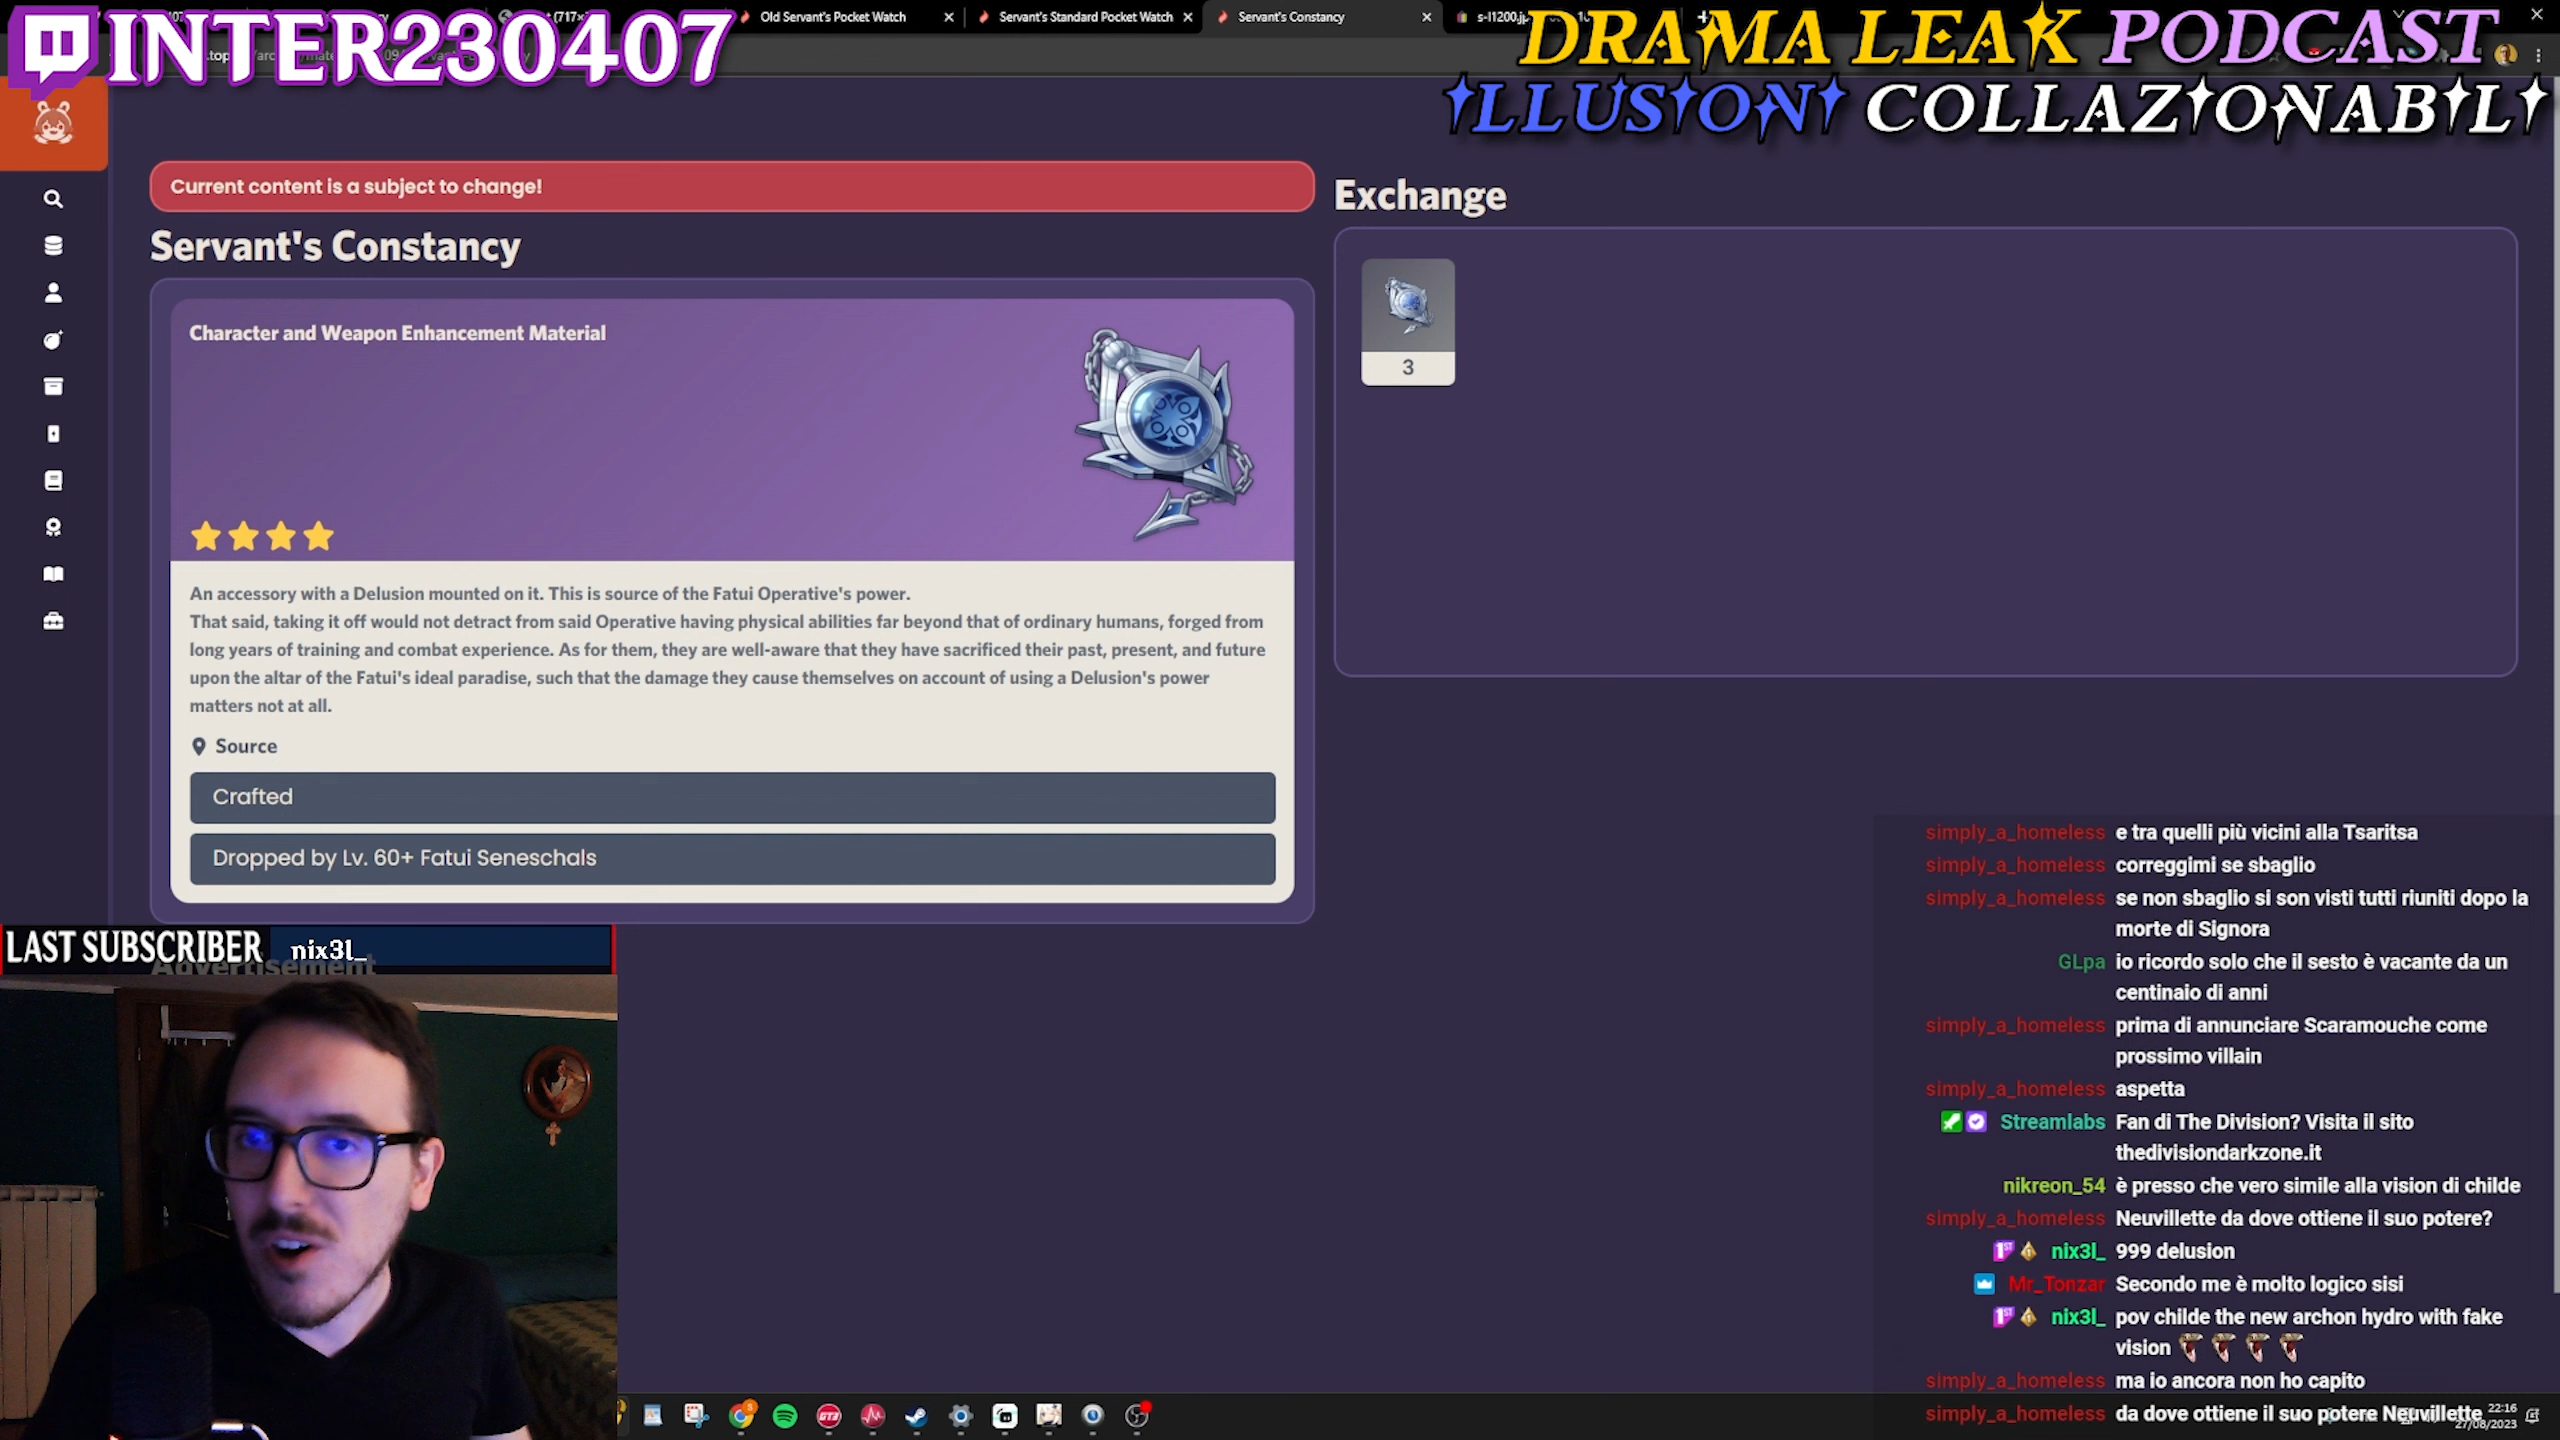 Old Servant's Pocket Watch
Servant's Standard Pocket Watch
Servant's Constancy
INTER230407
DRAMA LEAK PODCAST
ILLUSIONI COLLAZIONABILI
Current content is a subject to change!
Servant's Constancy
Character and Weapon Enhancement Material
An accessory with a Delusion mounted on it. This is source of the Fatui Operative's power.
That said, taking it off would not detract from said Operative having physical abilities far beyond that of ordinary humans, forged from
long years of training and combat experience. As for them, they are well-aware that they have sacrificed their past, present, and future
upon the altar of the Fatui's ideal paradise, such that the damage they cause themselves on account of using a Delusion's power
matters not at all.
Source
Crafted
Dropped by Lv. 60+ Fatui Seneschals
Exchange
3
LAST SUBSCRIBER nix3l_
Advertisement
simply_a_homeless e tra quelli più vicini alla Tsaritsa
simply_a_homeless correggimi se sbaglio
simply_a_homeless se non sbaglio si son visti tutti riuniti dopo la
morte di Signora
GLpa io ricordo solo che il sesto è vacante da un
centinaio di anni
simply_a_homeless prima di annunciare Scaramouche come
prossimo villain
simply_a_homeless aspetta
Streamlabs Fan di The Division? Visita il sito
thedivisiondarkzone.it
nikreon_54 è presso che vero simile alla vision di childe
simply_a_homeless Neuvillette da dove ottiene il suo potere?
nix3l_ 999 delusion
Mr_Tonzar Secondo me è molto logico sisi
nix3l_ pov childe the new archon hydro with fake
vision
simply_a_homeless ma io ancora non ho capito
simply_a_homeless da dove ottiene il suo potere Neuvillette
22:16
27/08/2023